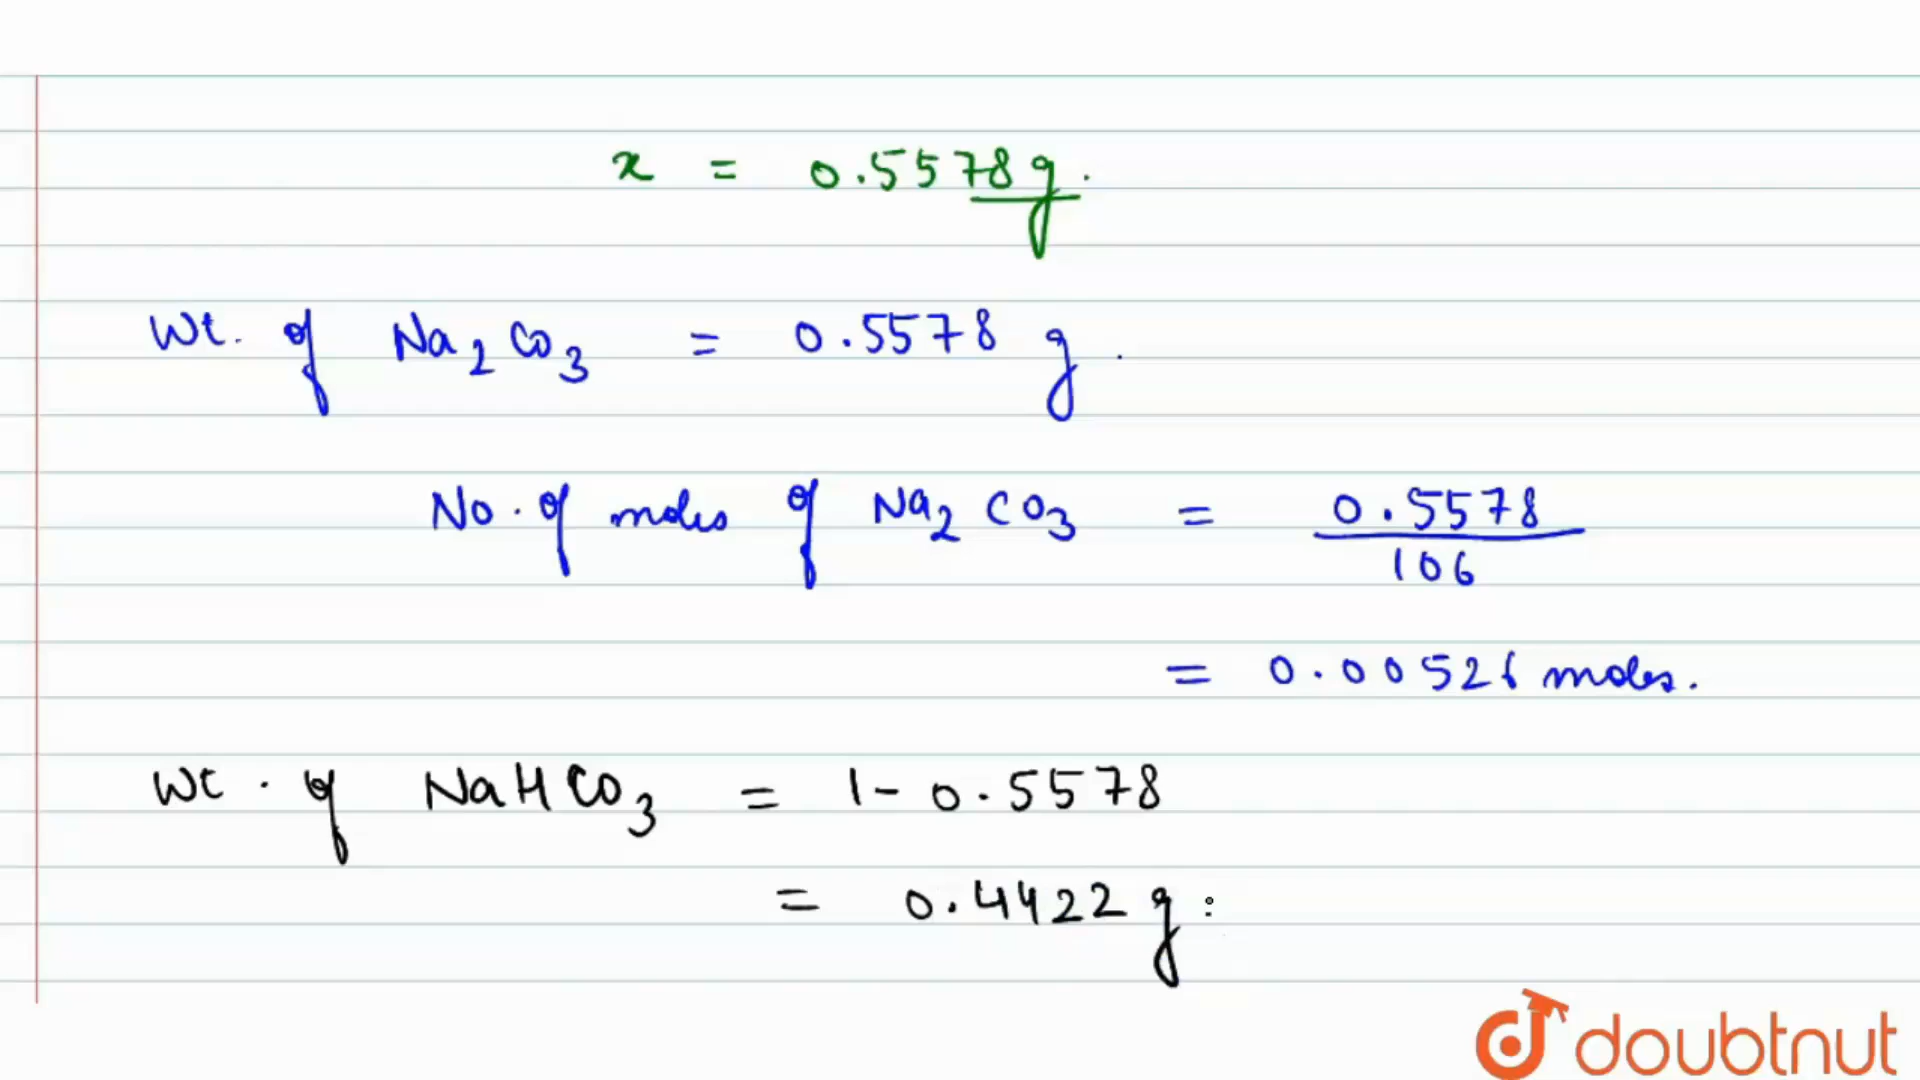 x = 0.5578 g.
Wt. of Na2CO3 = 0.5578 g.
No. of moles of Na2CO3 = 0.5578
106
= 0.00526 moles.
Wt. of NaHCO3 = 1 - 0.5578
= 0.4422 g
doubtnut